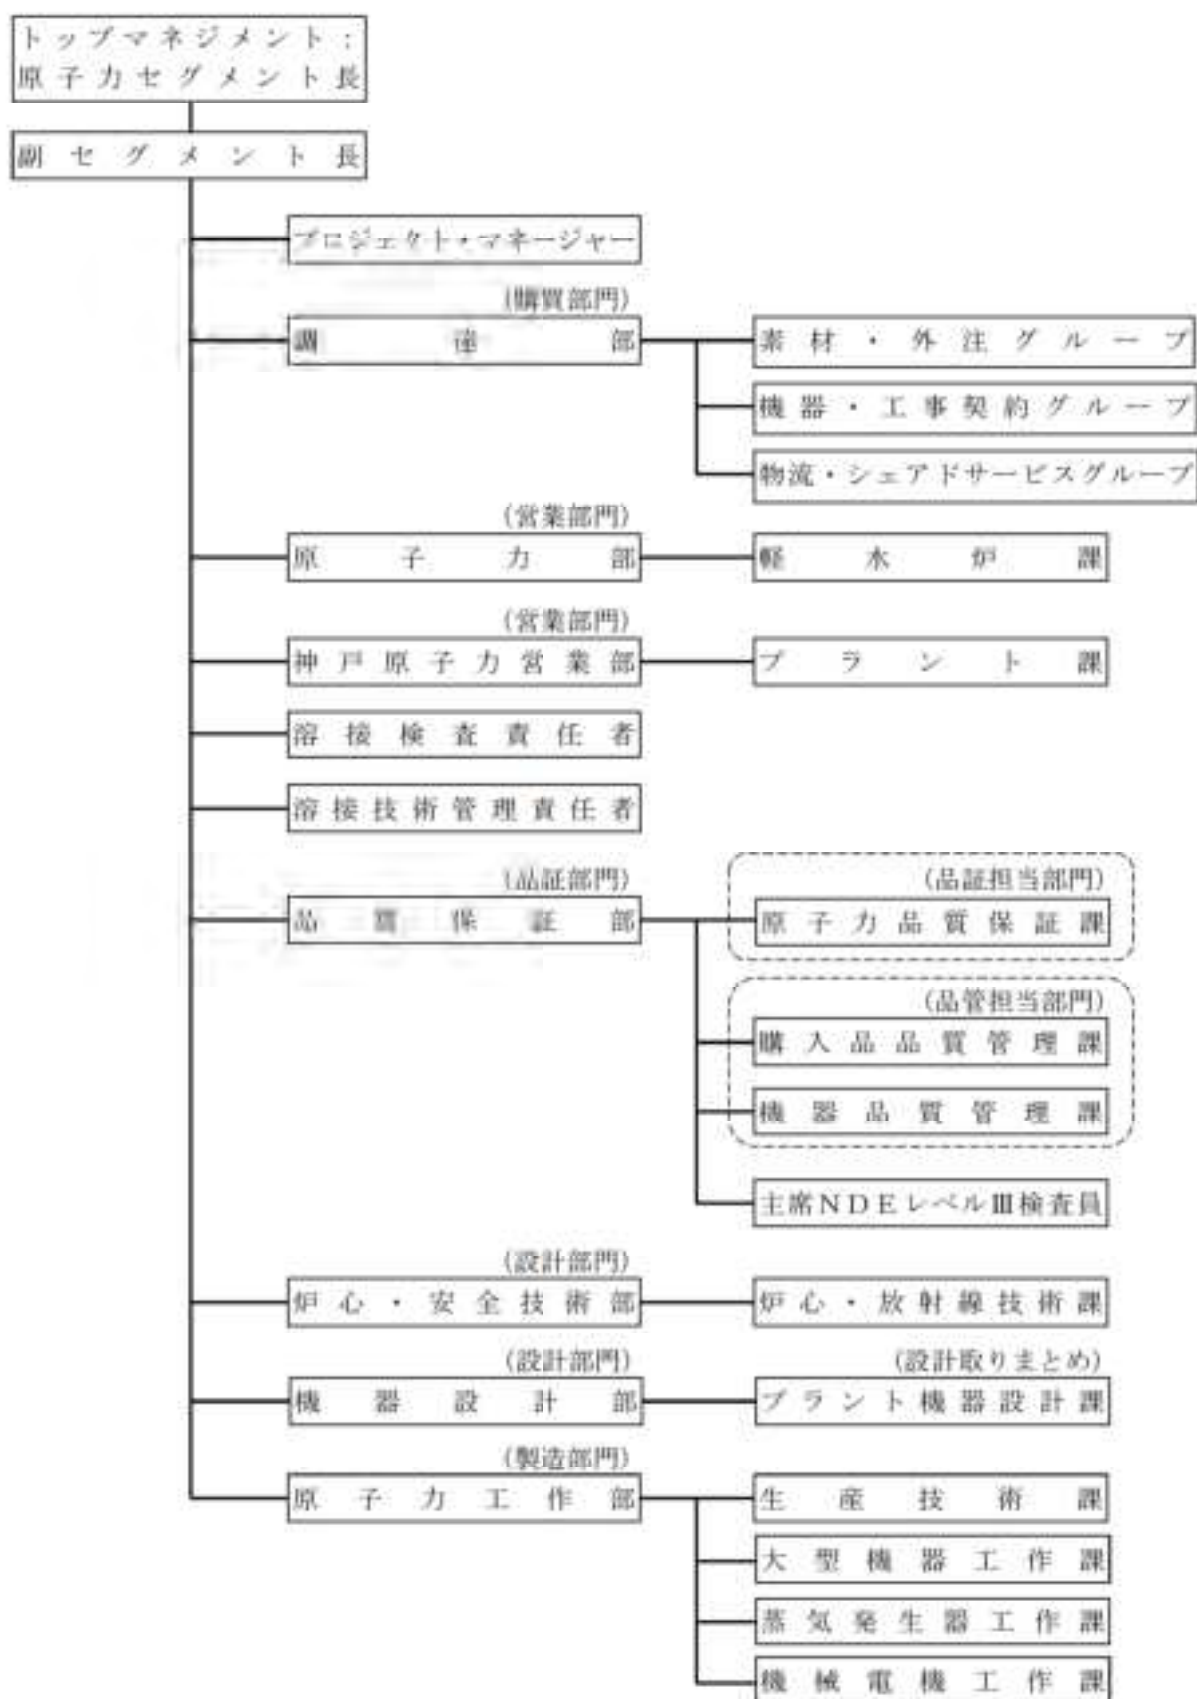 トップマネジメント：
原子力セグメント長
副セグメント長
プロジェクト・マネージャー
(購買部門)
調達部
素材・外注グループ
機器・工事契約グループ
物流・シェアドサービスグループ
(営業部門)
原子力部
軽水炉課
(営業部門)
神戸原子力営業部
プラント課
溶接検査責任者
溶接技術管理責任者
(品証部門)
品質保証部
(品証担当部門)
原子力品質保証課
(品管担当部門)
購入品品質管理課
機器品質管理課
主席NDEレベルⅢ検査員
(設計部門)
炉心・安全技術部
炉心・放射線技術課
(設計部門)
機器設計部
(設計取りまとめ)
プラント機器設計課
(製造部門)
原子力工作部
生産技術課
大型機器工作課
蒸気発生器工作課
機械電機工作課